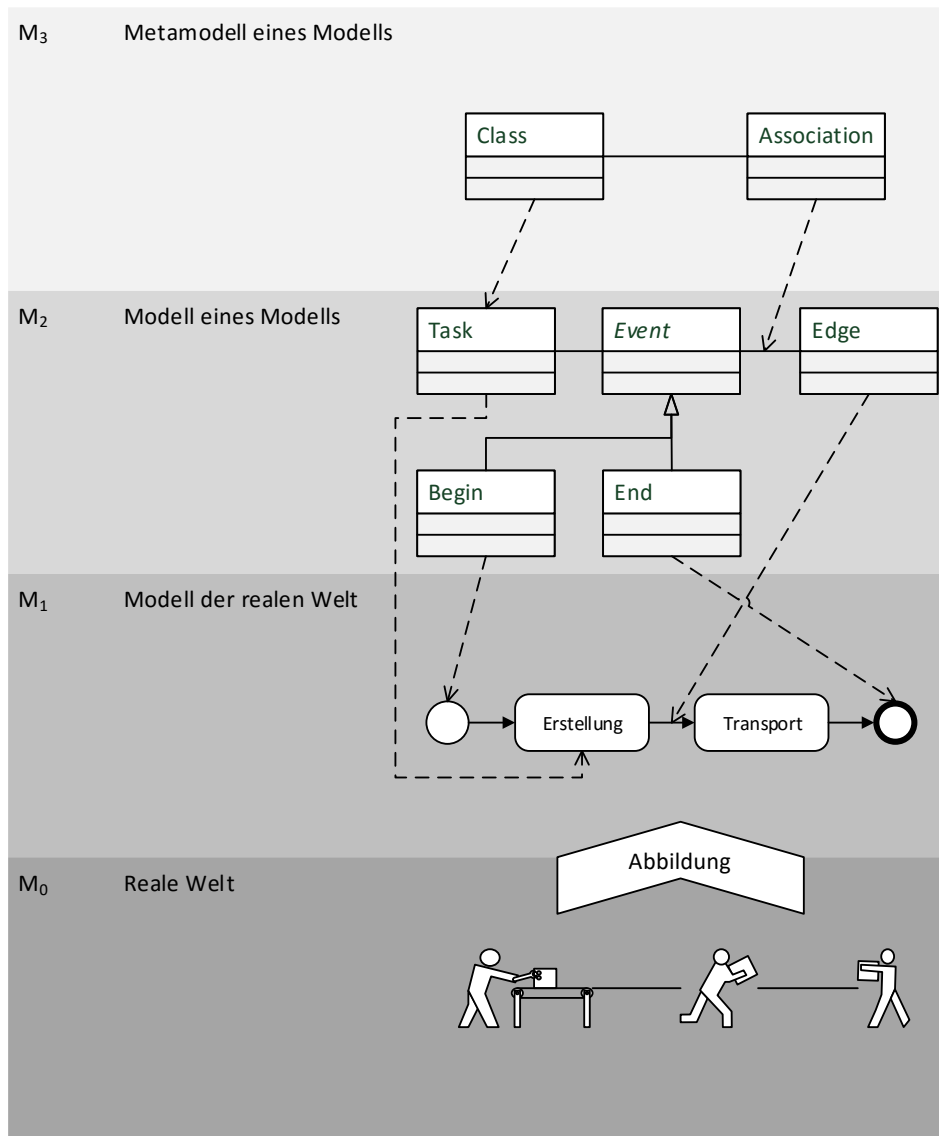 M₃ Metamodell eines Modells
Class
Association
M₂ Modell eines Modells
Task
Event
Edge
Begin
End
M₁ Modell der realen Welt
Erstellung
Transport
Abbildung
M₀ Reale Welt